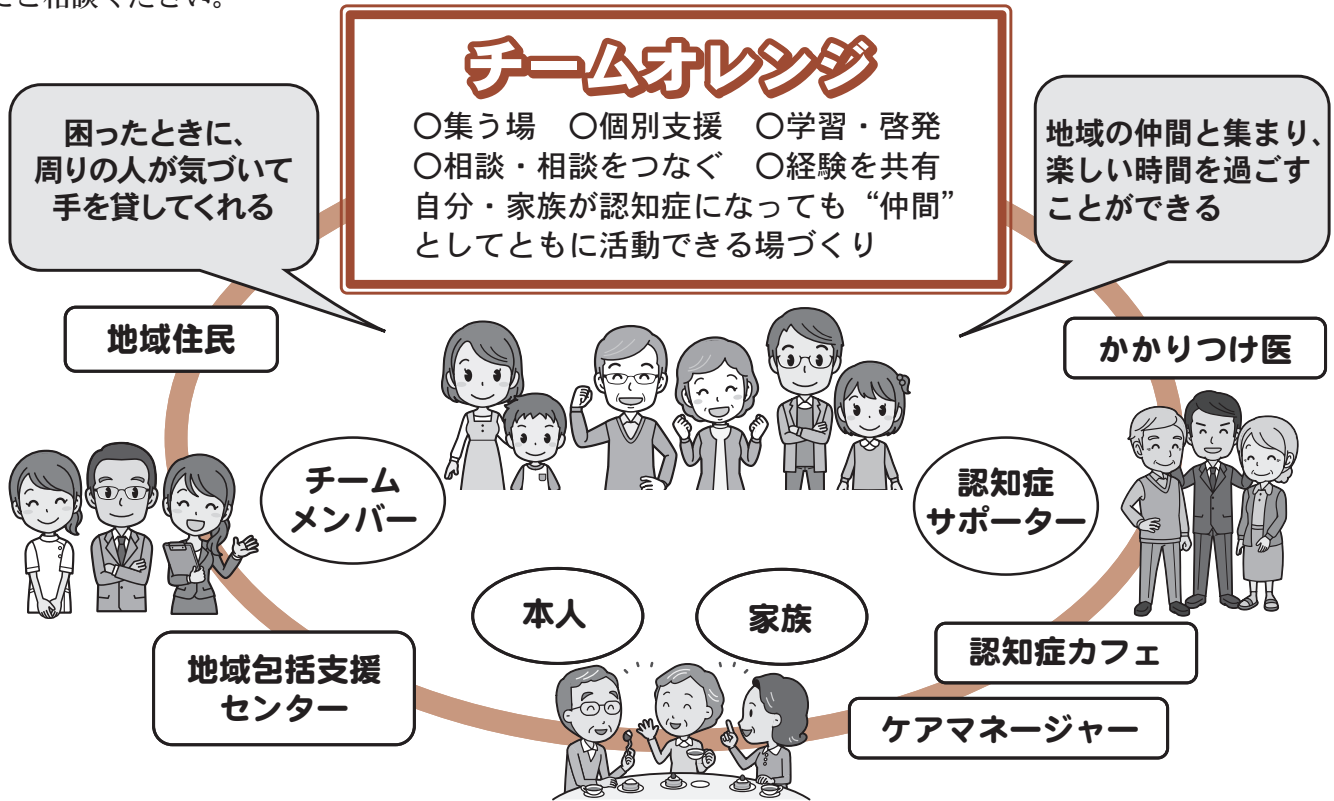 ご相談ください。
チームオレンジ
〇集う場　〇個別支援　〇学習・啓発
〇相談・相談をつなぐ　〇経験を共有
自分・家族が認知症になっても“仲間”
としてともに活動できる場づくり
困ったときに、
周りの人が気づいて
手を貸してくれる
地域の仲間と集まり、
楽しい時間を過ごす
ことができる
地域住民
かかりつけ医
チーム
メンバー
認知症
サポーター
本人
家族
地域包括支援
センター
認知症カフェ
ケアマネージャー